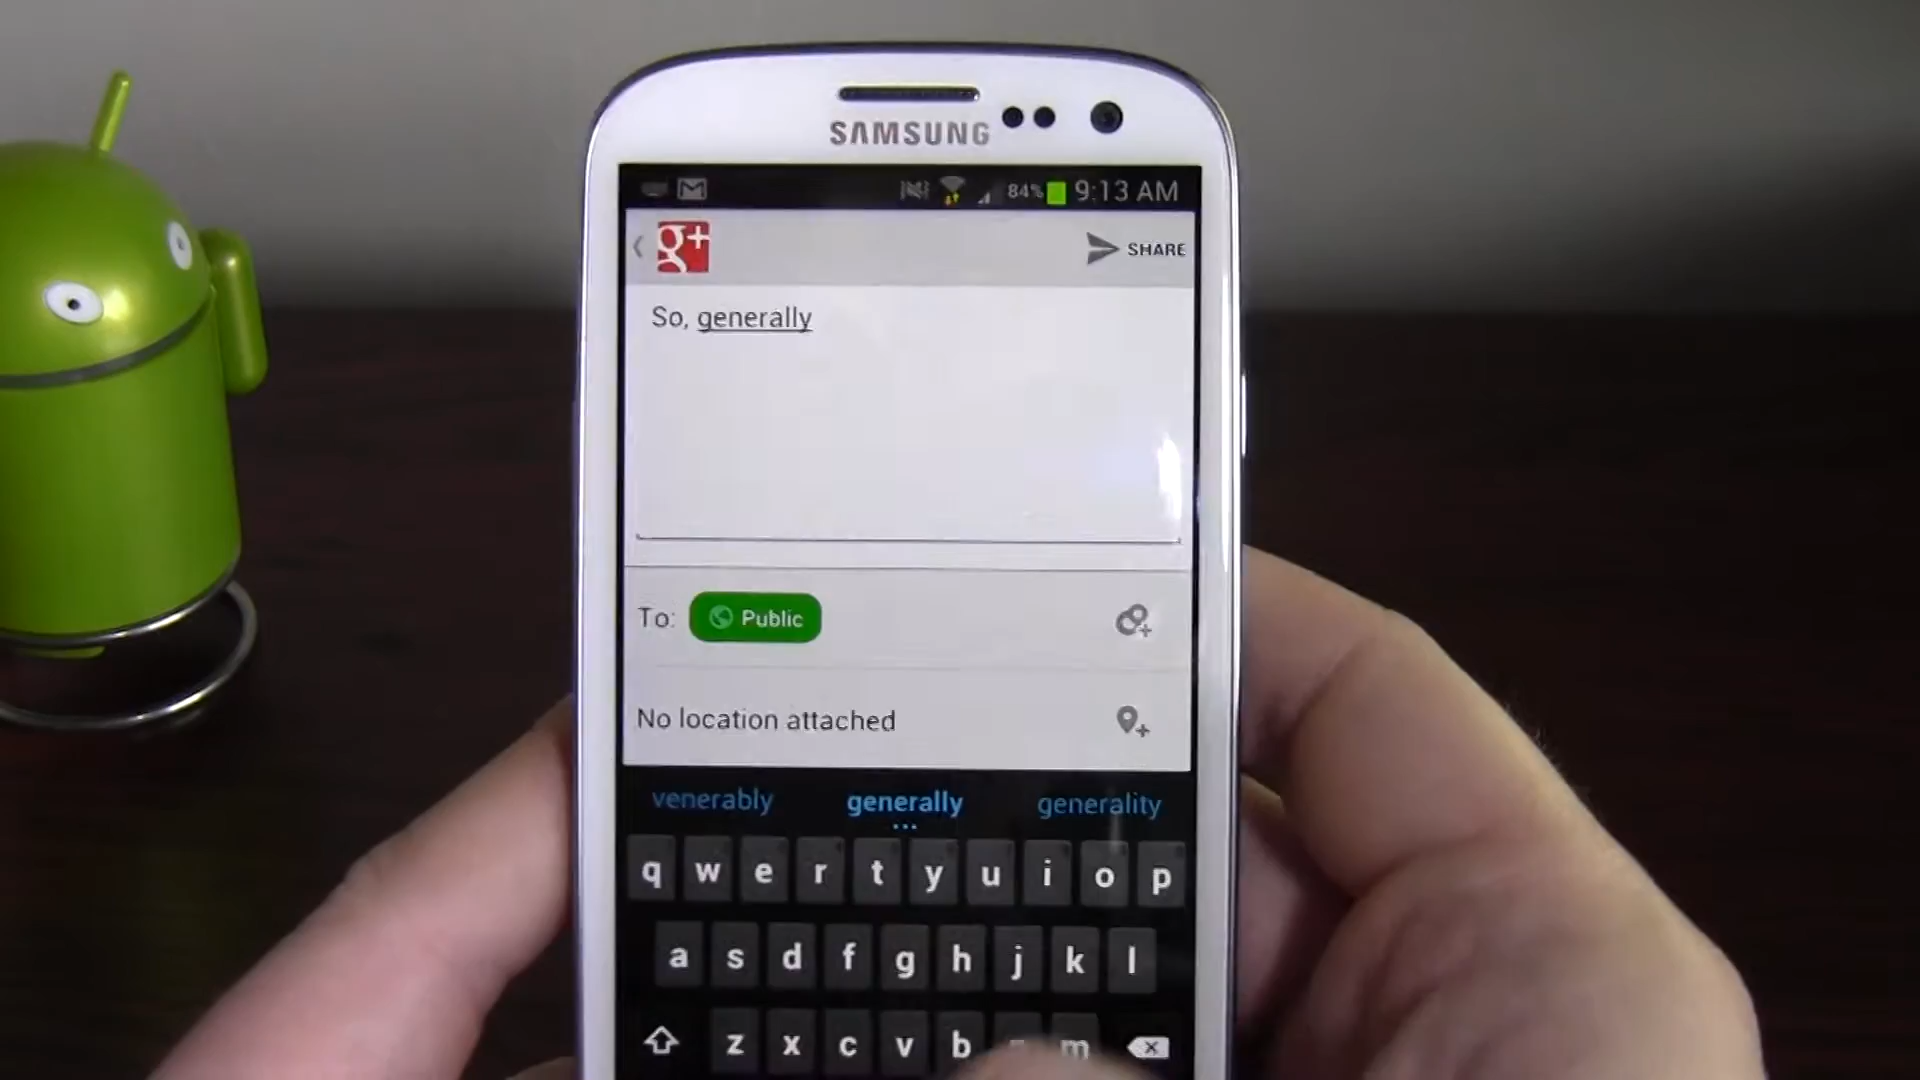 SAMSUNG
84% 9:13 AM
g+ SHARE
So, generally
To: Public
No location attached
venerably generally generality
q w e r t y u i o p
a s d f g h j k l
z x c v b m